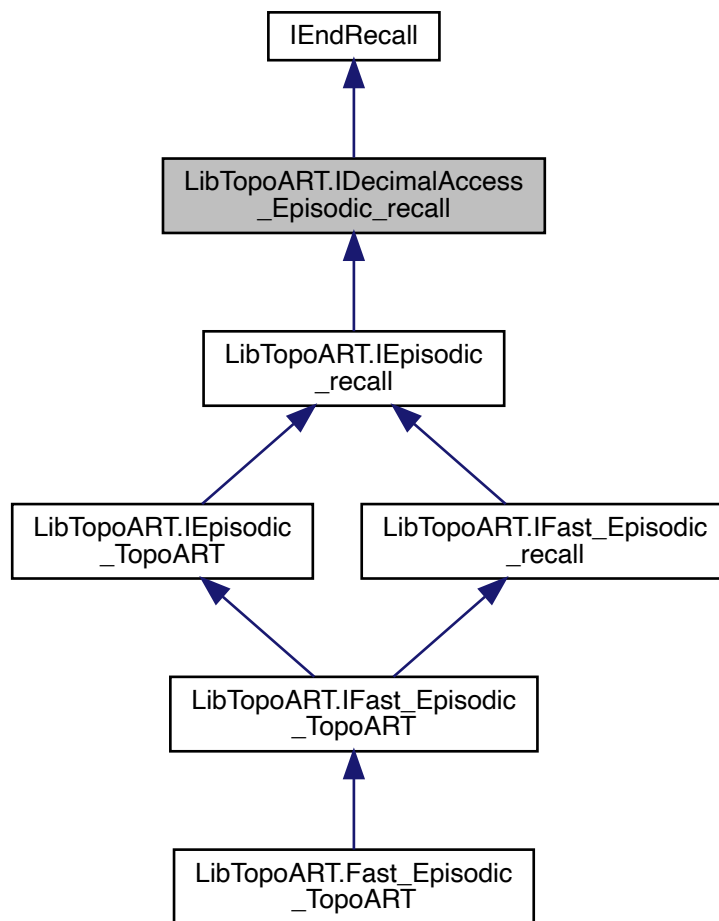 IEndRecall
LibTopoART.IDecimalAccess
_Episodic_recall
LibTopoART.IEpisodic
_recall
LibTopoART.IEpisodic
_TopoART
LibTopoART.IFast_Episodic
_recall
LibTopoART.IFast_Episodic
_TopoART
LibTopoART.Fast_Episodic
_TopoART